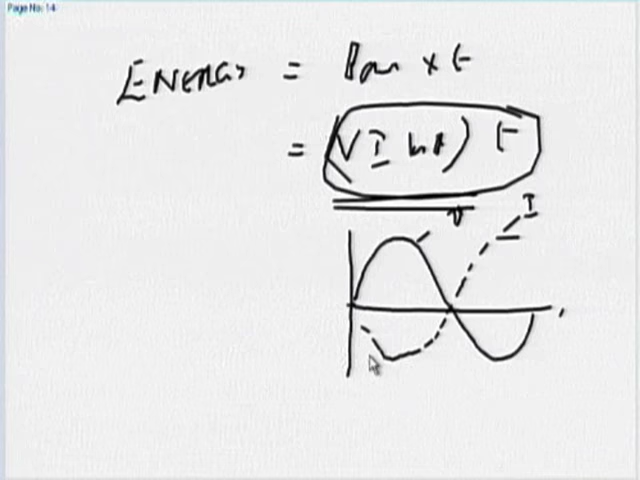 Page No: 14
ENERGY = Pow × t
= (VI cos φ) t
V
I